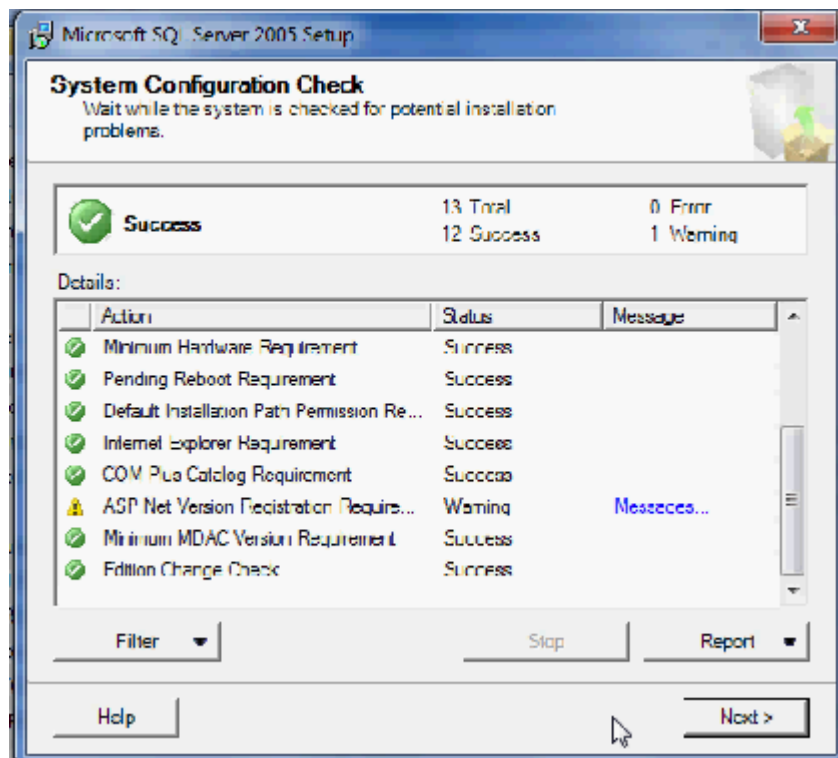 Microsoft SQL Server 2005 Setup
System Configuration Check
Wait while the system is checked for potential installation
problems.
Success
13 Total
0 Error
12 Success
1 Warning
Details:
Action Status Message
Minimum Hardware Requirement Success
Pending Reboot Requirement Success
Default Installation Path Permission Re... Success
Internet Explorer Requirement Success
COM Plus Catalog Requirement Success
ASP.Net Version Registration Require... Warning Messages...
Minimum MDAC Version Requirement Success
Edition Change Check Success
Filter Stop Report
Help Next >